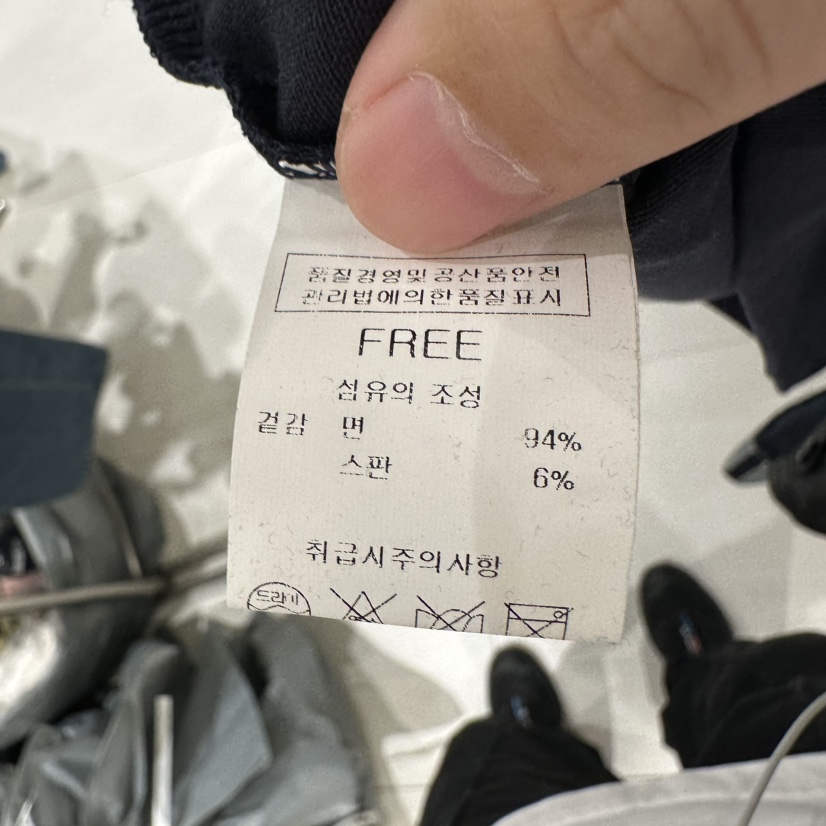 품질경영및공산품안전
관리법에의한품질표시
FREE
섬유의 조성
겉감 면 94%
스판 6%
취급시주의사항
드라이